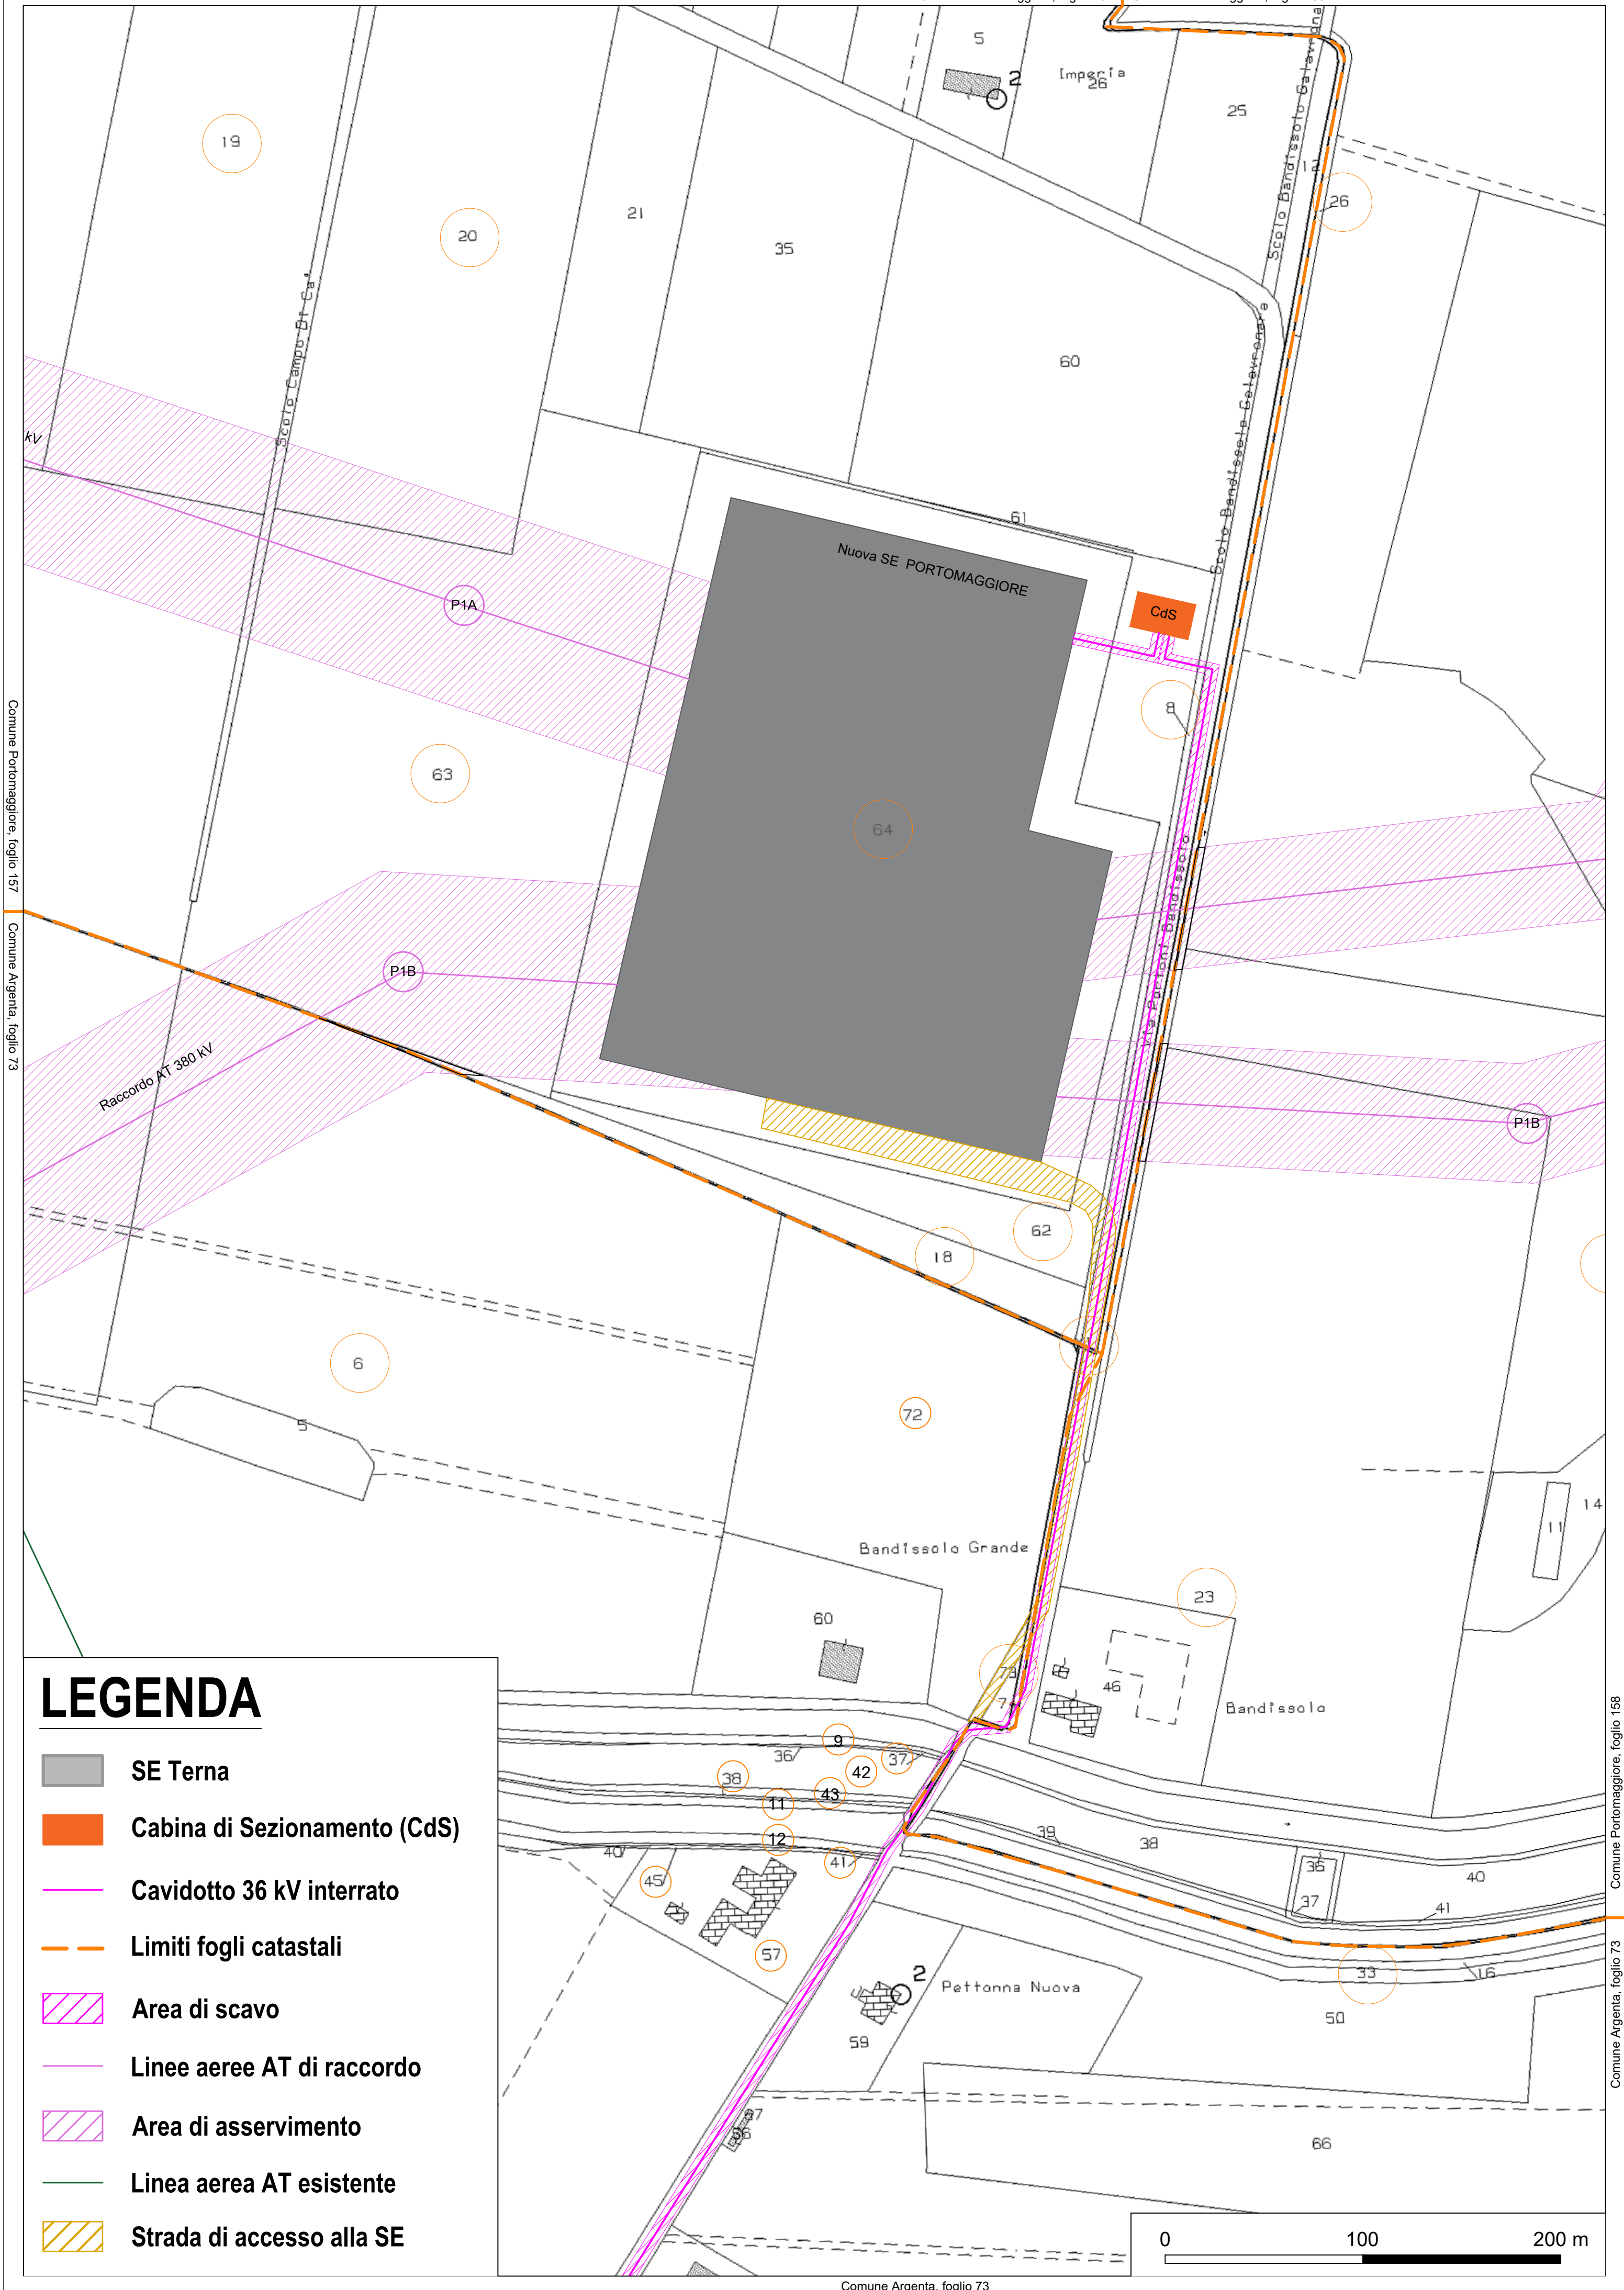 5
2
Imperia
26
25
19
Scolo Bandissolo Galavrona
12
26
20
21
35
Scolo Campo Di Ca'
60
Scolo Bandissolo Galavronara
kV
61
Nuova SE PORTOMAGGIORE
P1A
CdS
8
63
64
Comune Portomaggiore, foglio 157
Comune Argenta, foglio 73
Via Portoni Bandissolo
P1B
Raccordo AT 380 kV
P1B
62
18
6
72
5
14
11
Bandissolo Grande
23
60
73
46
Bandissolo
9
36
37
42
38
43
11
12
39
38
40
41
45
36
40
37
41
57
2
Pettonna Nuova
33
16
50
59
67
66
Comune Portomaggiore, foglio 158
Comune Argenta, foglio 73
LEGENDA
SE Terna
Cabina di Sezionamento (CdS)
Cavidotto 36 kV interrato
Limiti fogli catastali
Area di scavo
Linee aeree AT di raccordo
Area di asservimento
Linea aerea AT esistente
Strada di accesso alla SE
0 100 200 m
Comune Argenta, foglio 73